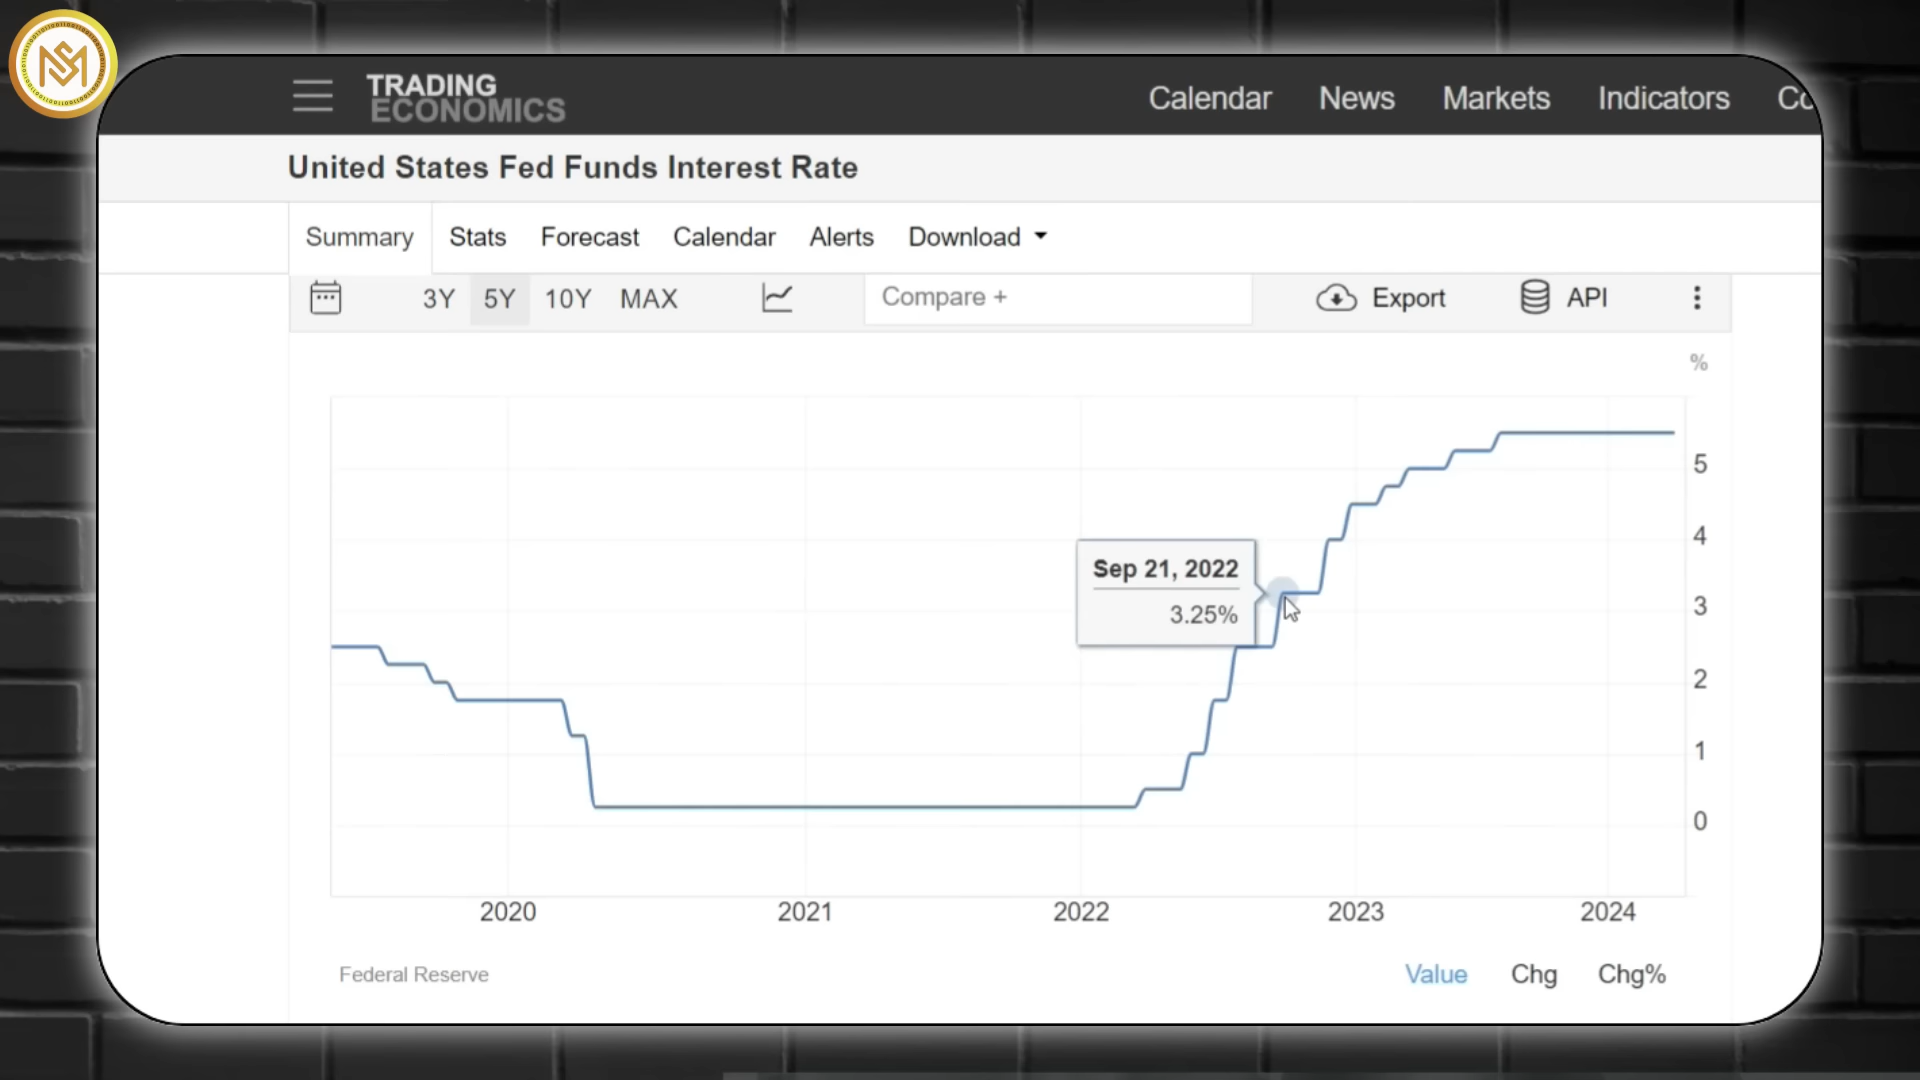 TRADING
ECONOMICS
Calendar News Markets Indicators Co
United States Fed Funds Interest Rate
Summary Stats Forecast Calendar Alerts Download
3Y 5Y 10Y MAX Compare + Export API
%
5
4
Sep 21, 2022
3.25%
3
2
1
0
2020 2021 2022 2023 2024
Federal Reserve Value Chg Chg%